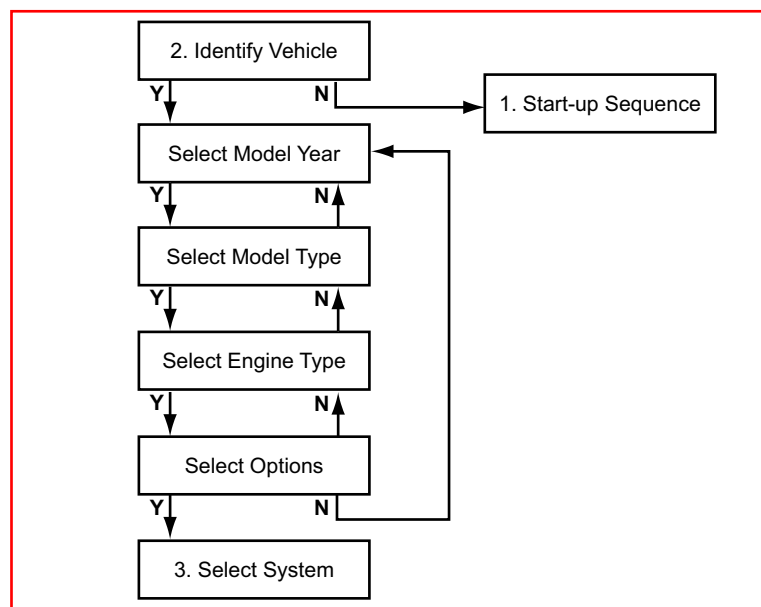 2. Identify Vehicle
Y
N
1. Start-up Sequence
Select Model Year
Y
N
Select Model Type
Y
N
Select Engine Type
Y
N
Select Options
Y
N
3. Select System